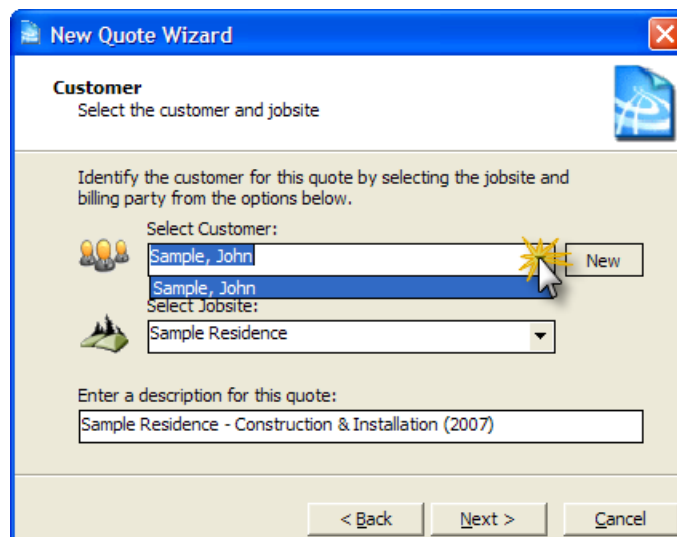 New Quote Wizard
Customer
Select the customer and jobsite
Identify the customer for this quote by selecting the jobsite and
billing party from the options below.
Select Customer:
Sample, John
New
Sample, John
Select Jobsite:
Sample Residence
Enter a description for this quote:
Sample Residence - Construction & Installation (2007)
< Back
Next >
Cancel